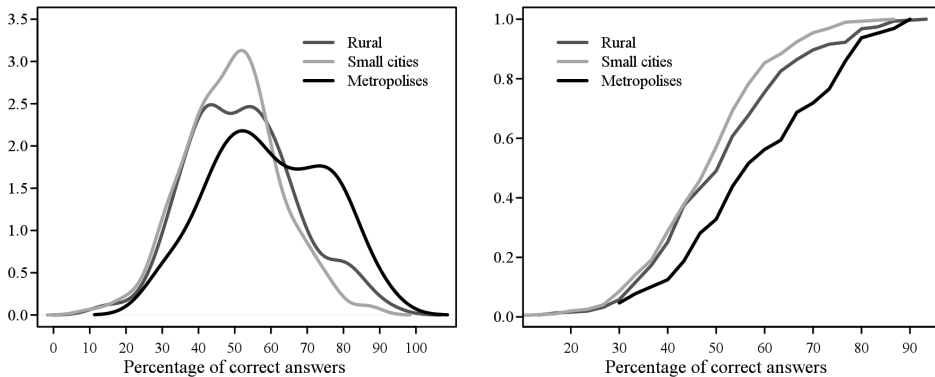 3.5
3.0
2.5
2.0
1.5
1.0
0.5
0.0
Rural
Small cities
Metropolises
0 10 20 30 40 50 60 70 80 90 100
Percentage of correct answers
1.0
0.8
0.6
0.4
0.2
0.0
Rural
Small cities
Metropolises
20 30 40 50 60 70 80 90
Percentage of correct answers